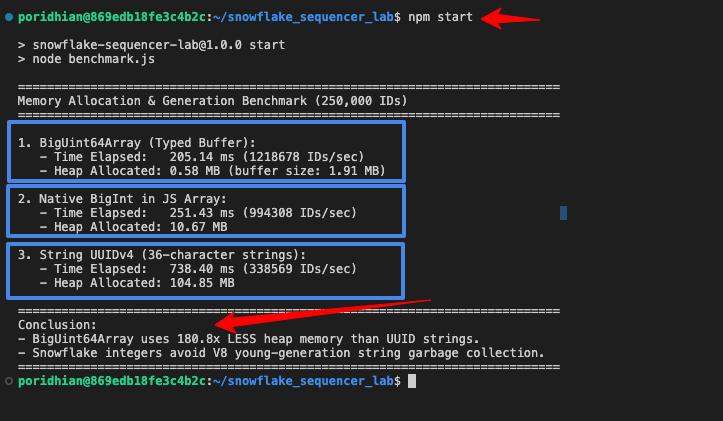 poridhian@869edb18fe3c4b2c:~/snowflake_sequencer_lab$ npm start
> snowflake-sequencer-lab@1.0.0 start
> node benchmark.js
==========================================================================
Memory Allocation & Generation Benchmark (250,000 IDs)
==========================================================================
1. BigUint64Array (Typed Buffer):
- Time Elapsed: 205.14 ms (1218678 IDs/sec)
- Heap Allocated: 0.58 MB (buffer size: 1.91 MB)
2. Native BigInt in JS Array:
- Time Elapsed: 251.43 ms (994308 IDs/sec)
- Heap Allocated: 10.67 MB
3. String UUIDv4 (36-character strings):
- Time Elapsed: 738.40 ms (338569 IDs/sec)
- Heap Allocated: 104.85 MB
==========================================================================
Conclusion:
- BigUint64Array uses 180.8x LESS heap memory than UUID strings.
- Snowflake integers avoid V8 young-generation string garbage collection.
==========================================================================
poridhian@869edb18fe3c4b2c:~/snowflake_sequencer_lab$